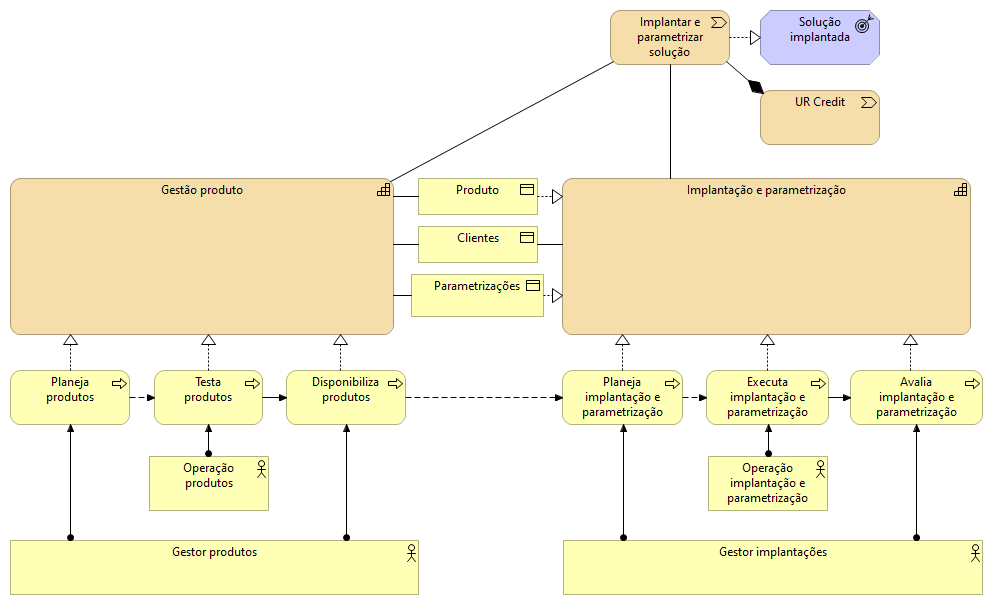 Implantar e
parametrizar
solução
Solução
implantada
UR Credit
Gestão produto
Produto
Implantação e parametrização
Clientes
Parametrizações
Planeja
produtos
Testa
produtos
Disponibiliza
produtos
Planeja
implantação e
parametrização
Executa
implantação e
parametrização
Avalia
implantação e
parametrização
Operação
produtos
Operação
implantação e
parametrização
Gestor produtos
Gestor implantações